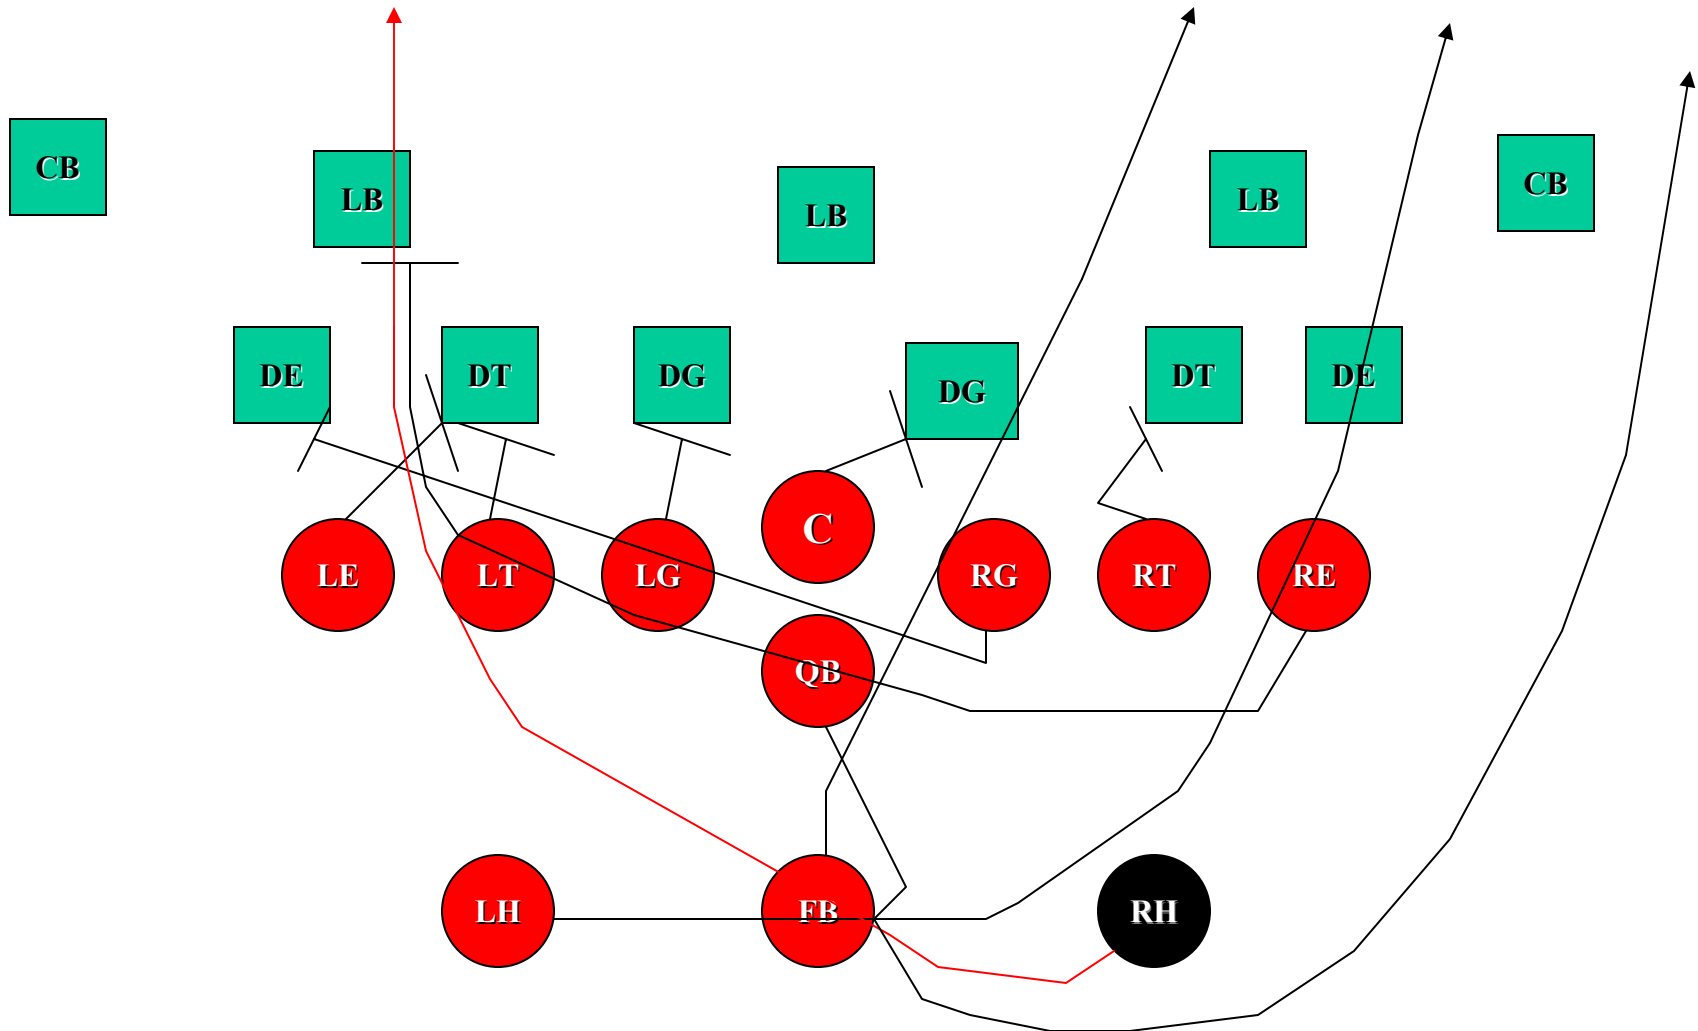 CB
LB
LB
LB
CB
DE
DT
DG
DG
DT
DE
LE
LT
LG
C
RG
RT
RE
QB
LH
FB
RH